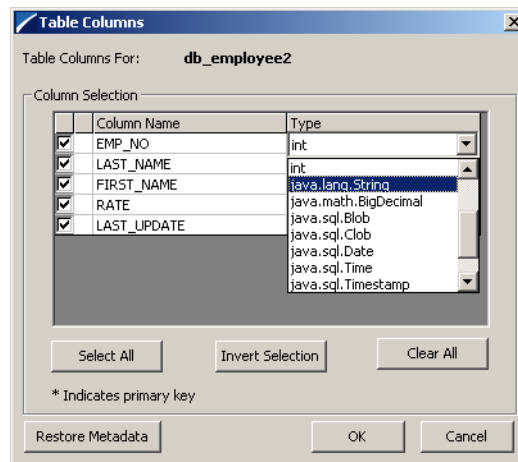 Table Columns
Table Columns For: db_employee2
Column Selection
Column Name Type
EMP_NO int
LAST_NAME int
FIRST_NAME java.lang.String
RATE java.math.BigDecimal
LAST_UPDATE java.sql.Blob
java.sql.Clob
java.sql.Date
java.sql.Time
java.sql.Timestamp
Select All Invert Selection Clear All
* Indicates primary key
Restore Metadata OK Cancel